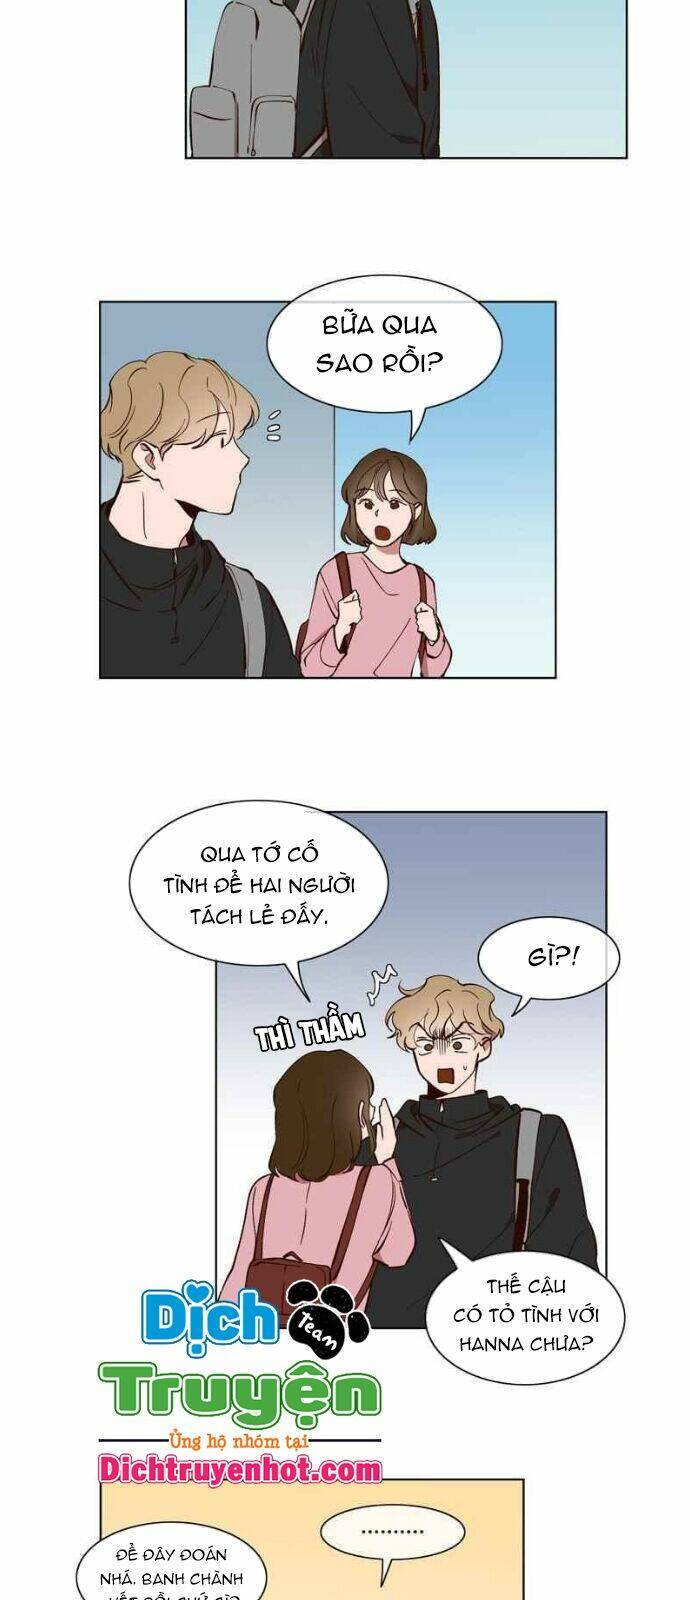 BỮA QUA
SAO RỒI?
QUA TỚ CỐ
TÌNH ĐỂ HAI NGƯỜI
TÁCH LẺ ĐẤY.
GÌ?!
THÌ THẦM
THẾ CẬU
CÓ TỎ TÌNH VỚI
HANNA CHƯA?
Dịch
Team
Truyện
Ủng hộ nhóm tại
Dichtruyenhot.com
..........
ĐỂ ĐÂY ĐOÁN
NHÁ. BANH CHÀNH